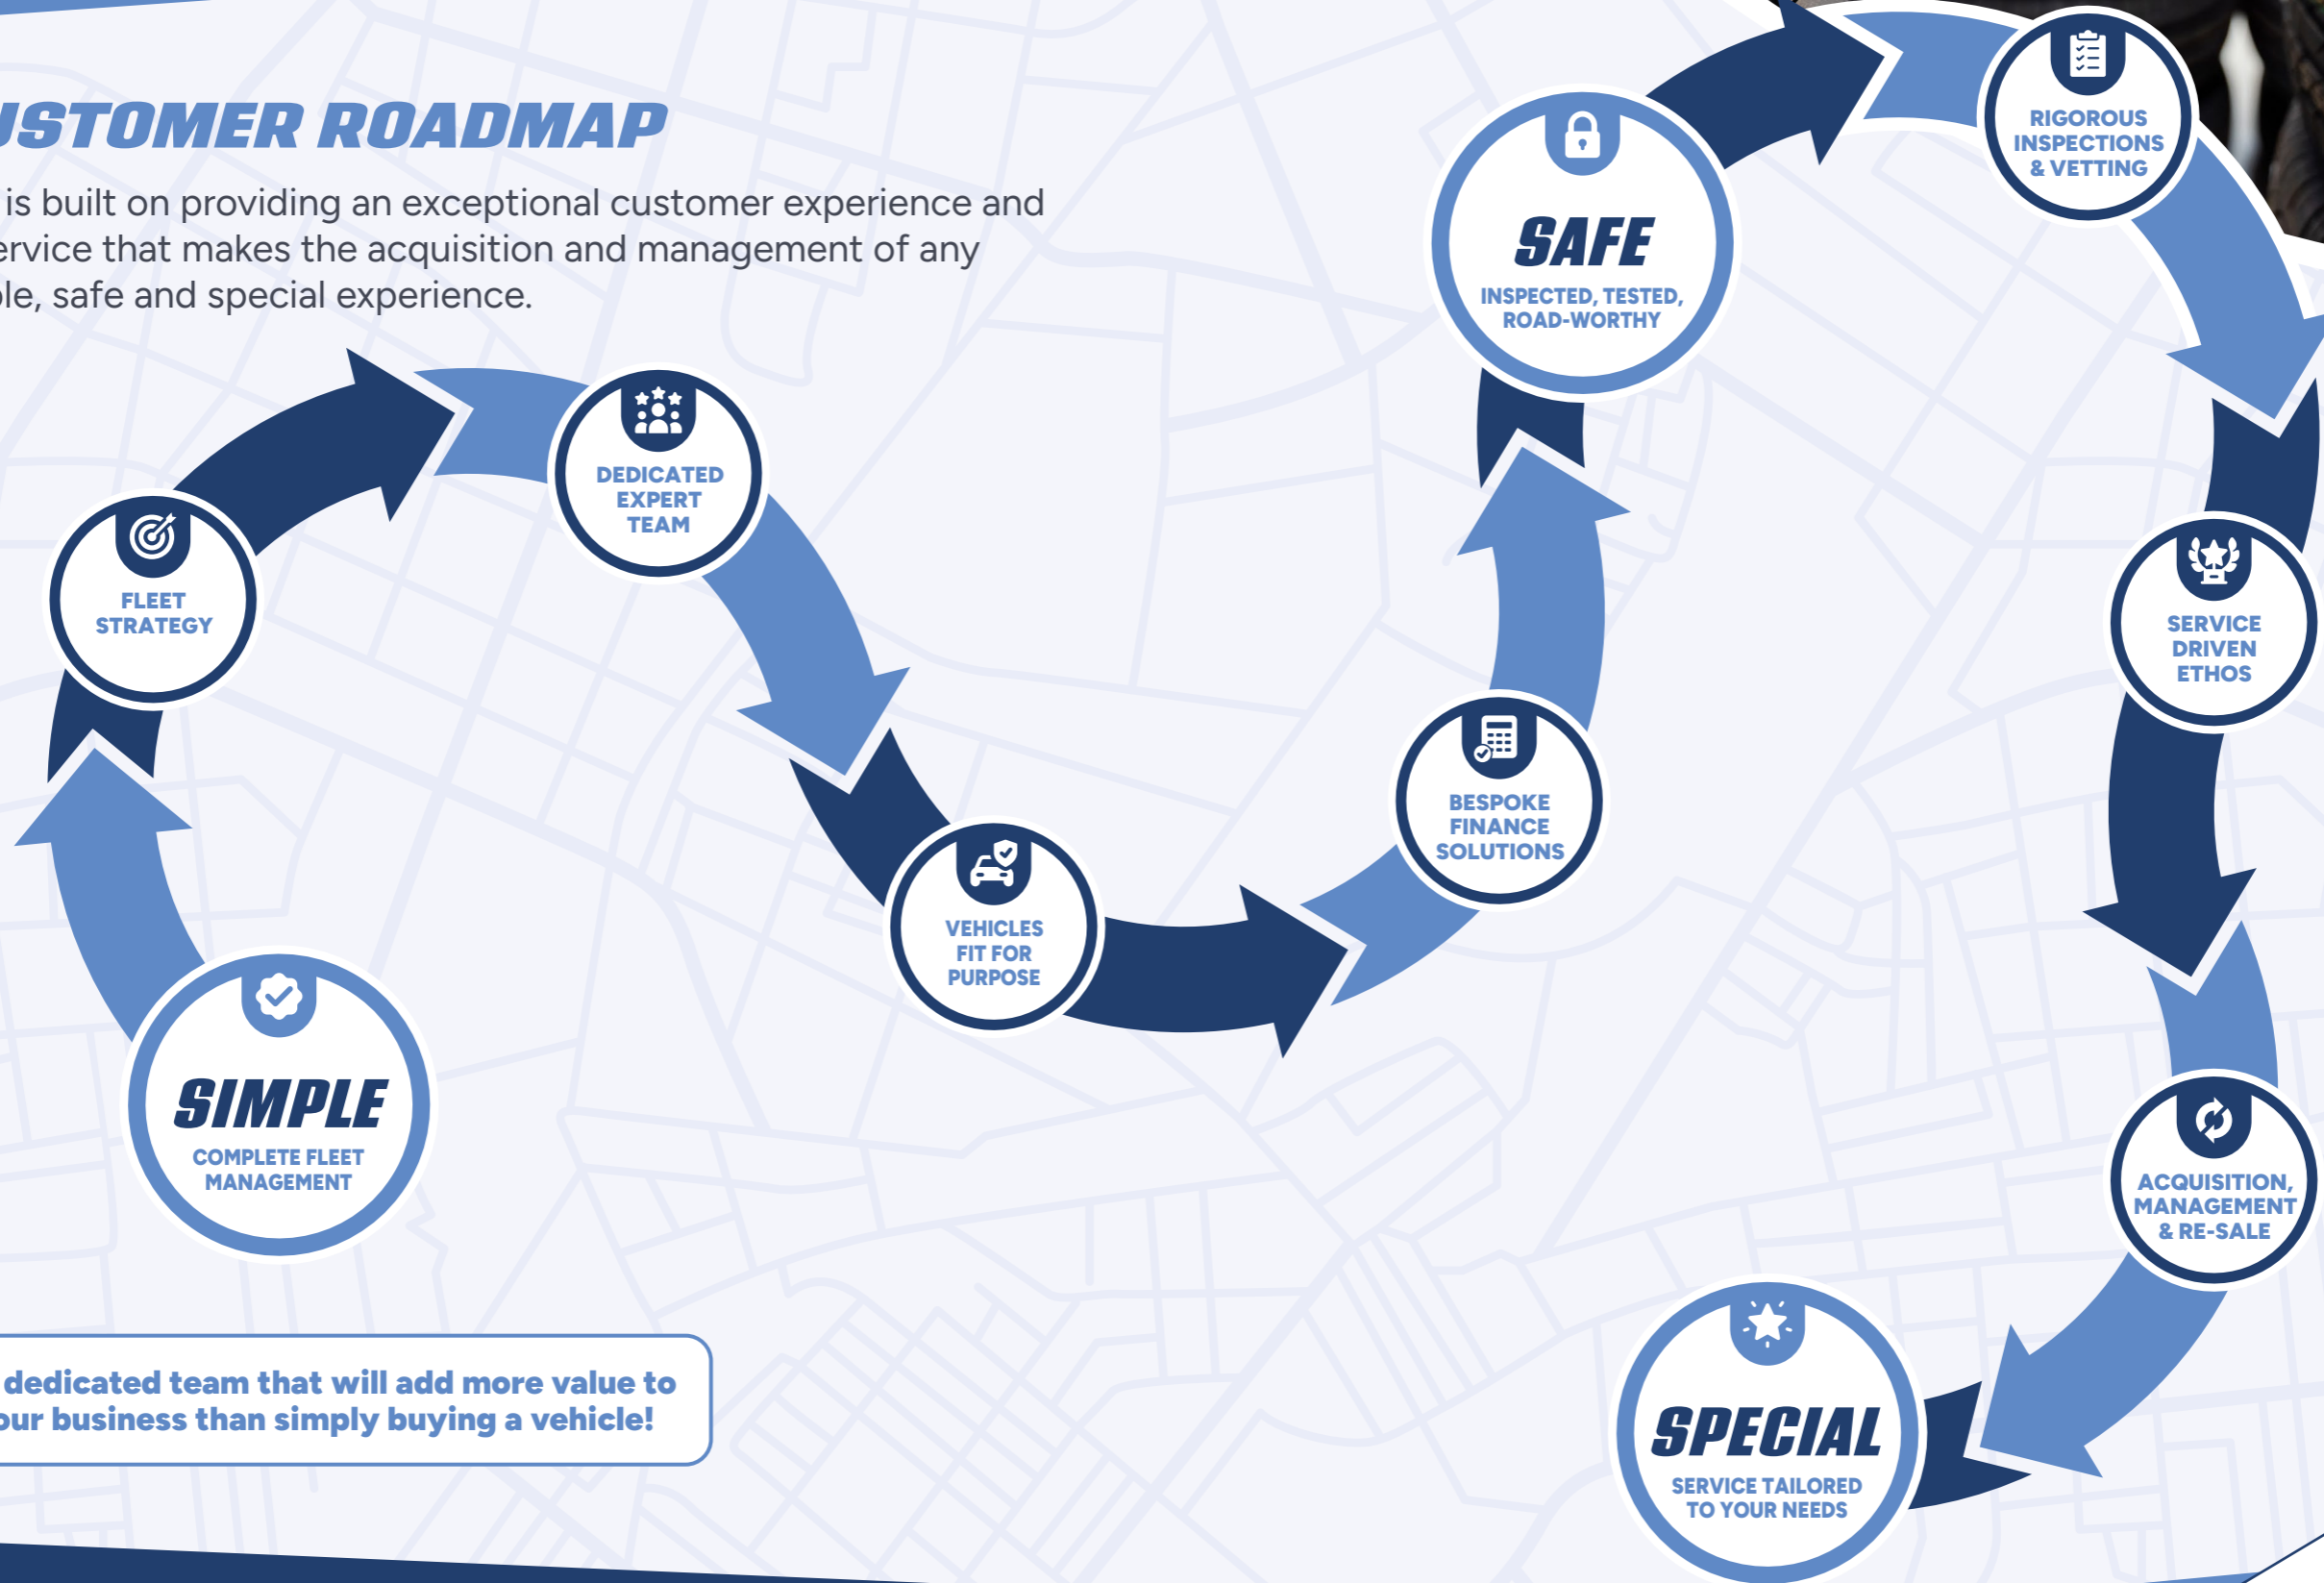 USTOMER ROADMAP
is built on providing an exceptional customer experience and
ervice that makes the acquisition and management of any
ple, safe and special experience.
SIMPLE
COMPLETE FLEET
MANAGEMENT
FLEET
STRATEGY
DEDICATED
EXPERT
TEAM
VEHICLES
FIT FOR
PURPOSE
BESPOKE
FINANCE
SOLUTIONS
SAFE
INSPECTED, TESTED,
ROAD-WORTHY
RIGOROUS
INSPECTIONS
& VETTING
SERVICE
DRIVEN
ETHOS
ACQUISITION,
MANAGEMENT
& RE-SALE
SPECIAL
SERVICE TAILORED
TO YOUR NEEDS
dedicated team that will add more value to
our business than simply buying a vehicle!